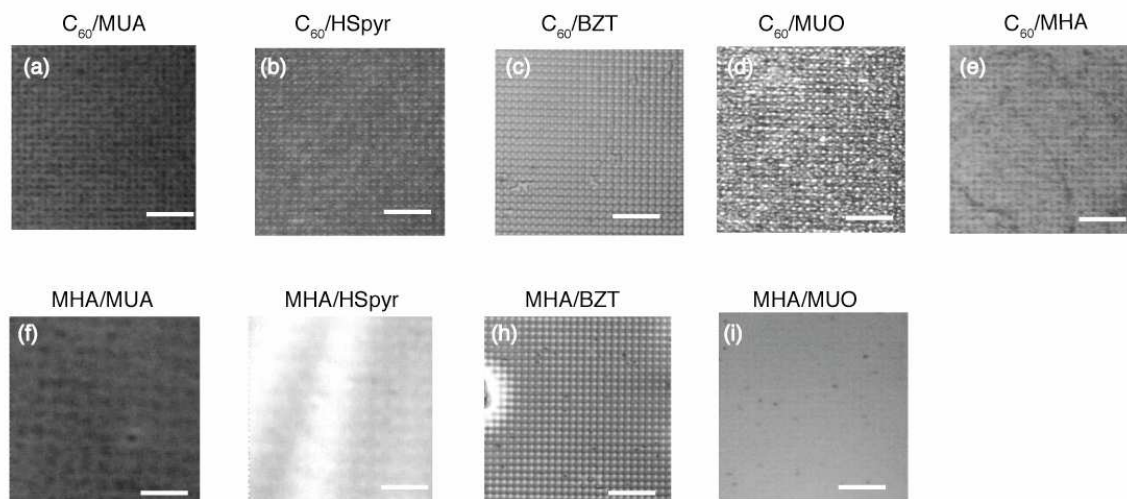 C60/MUA
C60/HSpyr
C60/BZT
C60/MUO
C60/MHA
(a)
(b)
(c)
(d)
(e)
MHA/MUA
MHA/HSpyr
MHA/BZT
MHA/MUO
(f)
(h)
(i)